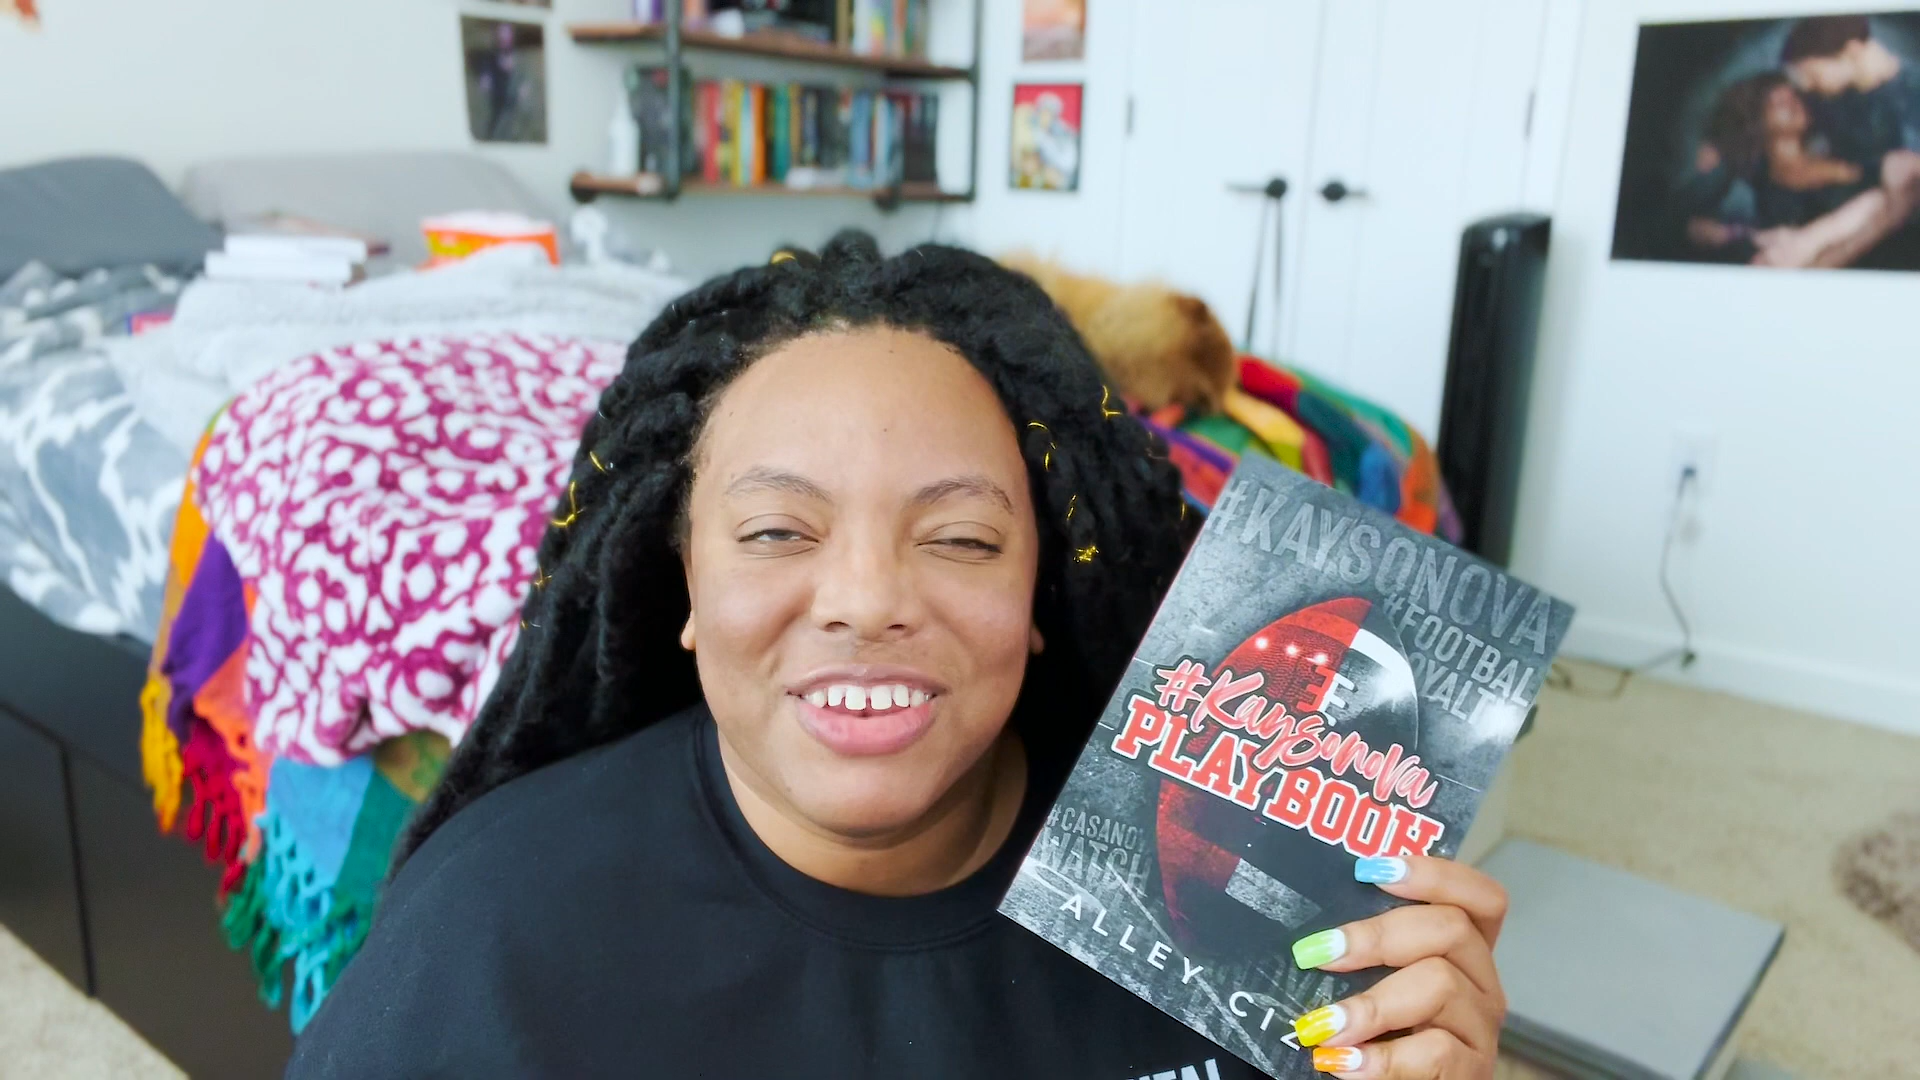 #KAYSONOVA
#FOOTBAL
OYALT
#Kaysonova
PLAYBOOK
#CASANO
WATCH
ALLEY CIZ